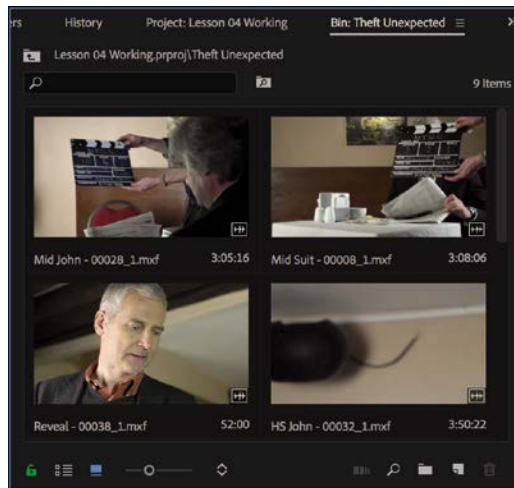 rs History Project: Lesson 04 Working Bin: Theft Unexpected
Lesson 04 Working.prproj\Theft Unexpected
9 Items
Mid John - 00028_1.mxf 3:05:16 Mid Suit - 00008_1.mxf 3:08:06
Reveal - 00038_1.mxf 52:00 HS John - 00032_1.mxf 3:50:22